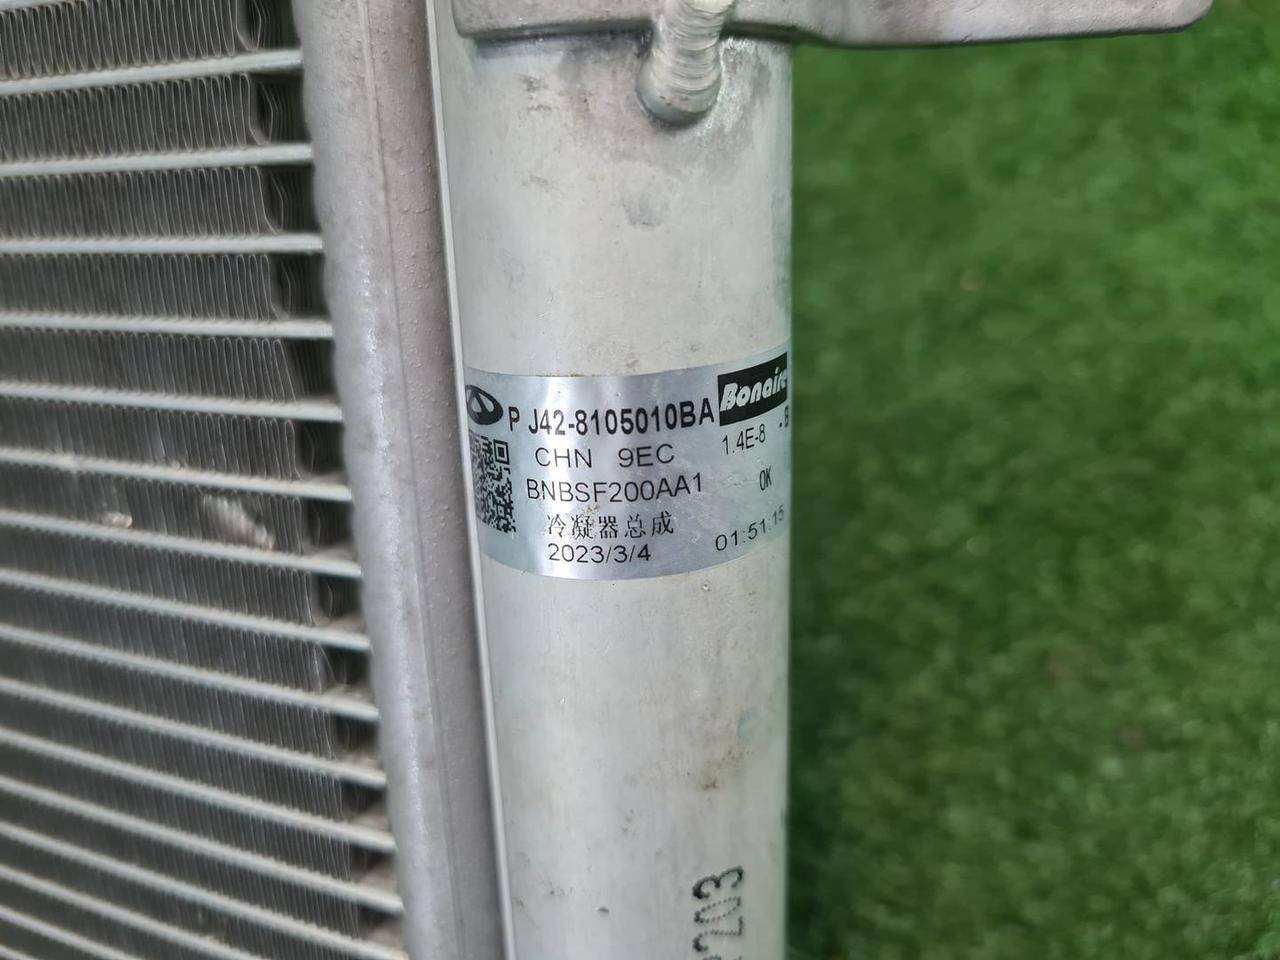 P J42-8105010BA
Bonaire
CHN 9EC
1.4E-8 -B
BNBSF200AA1
OK
冷凝器总成
2023/3/4
01:51:15
203